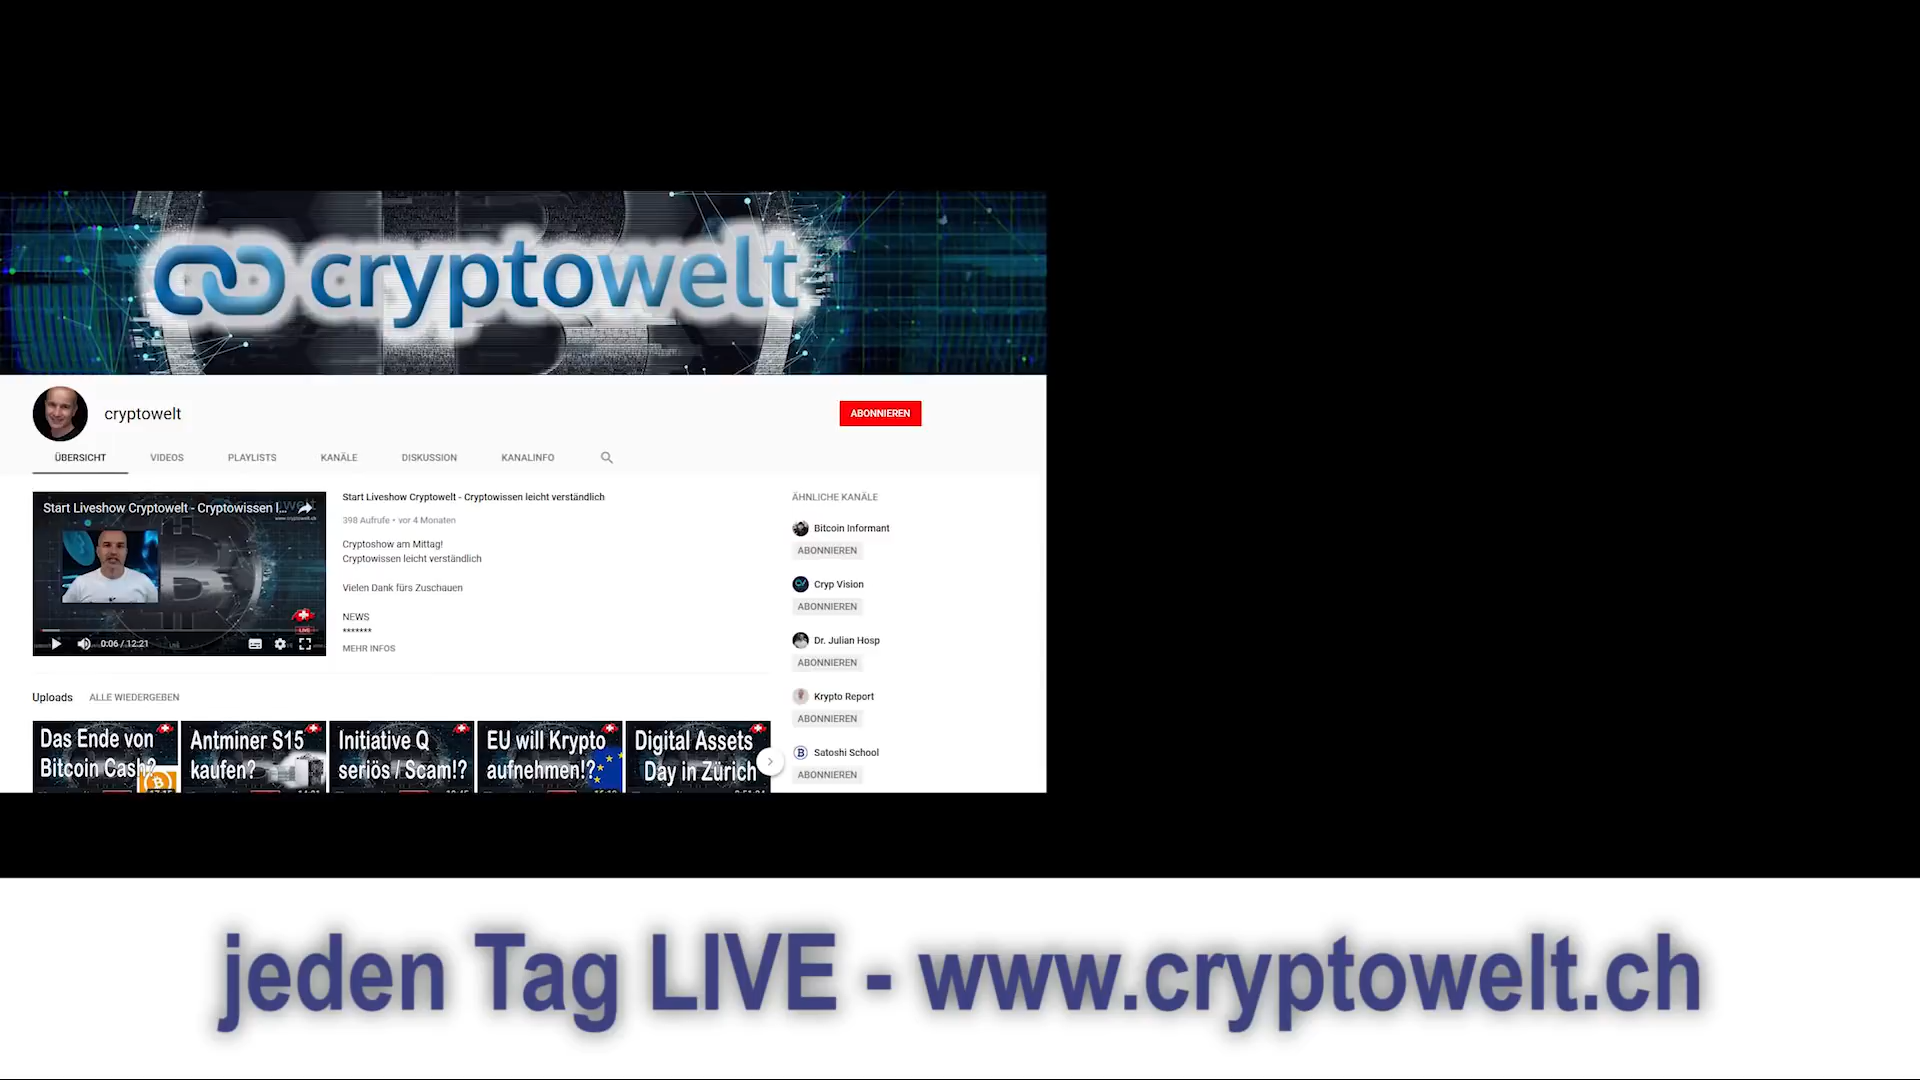 cryptowelt
cryptowelt
ABONNIEREN
ÜBERSICHT VIDEOS PLAYLISTS KANÄLE DISKUSSION KANALINFO
Start Liveshow Cryptowelt - Cryptowissen l...
www.cryptowelt.ch
LIVE
0:06 / 12:21
Start Liveshow Cryptowelt - Cryptowissen leicht verständlich
398 Aufrufe • vor 4 Monaten
Cryptoshow am Mittag!
Cryptowissen leicht verständlich
Vielen Dank fürs Zuschauen
NEWS
*******
MEHR INFOS
ÄHNLICHE KANÄLE
Bitcoin Informant
ABONNIEREN
Cryp Vision
ABONNIEREN
Dr. Julian Hosp
ABONNIEREN
Krypto Report
ABONNIEREN
Satoshi School
ABONNIEREN
Uploads ALLE WIEDERGEBEN
Das Ende von
Bitcoin Cash?
Antminer S15
kaufen?
Initiative Q
seriös / Scam!?
EU will Krypto
aufnehmen!?
Digital Assets
Day in Zürich
jeden Tag LIVE - www.cryptowelt.ch